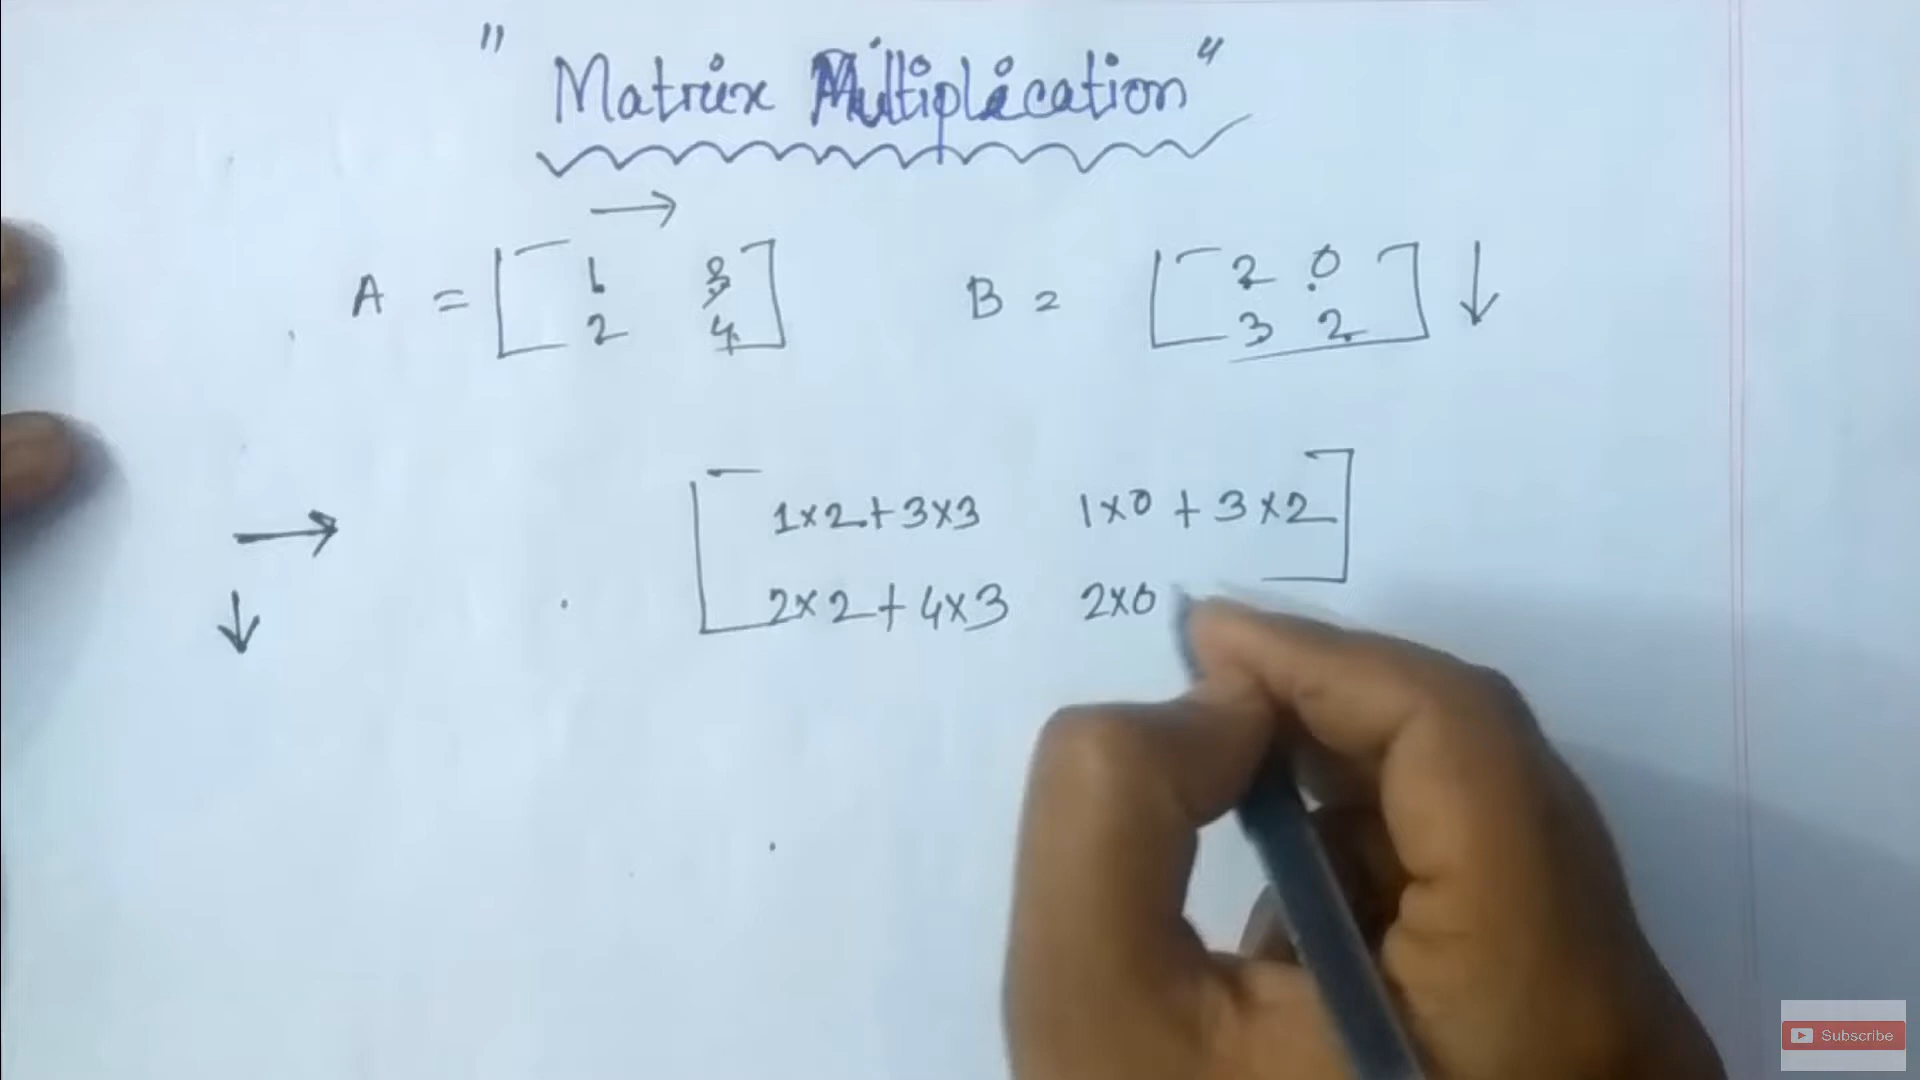 " Matrix Multiplication "
A = [ 1 3 B = [ 2 0 ]
2 4 ] 3 2
[ 1×2+3×3 1×0+3×2 ]
2×2+4×3 2×0
Subscribe